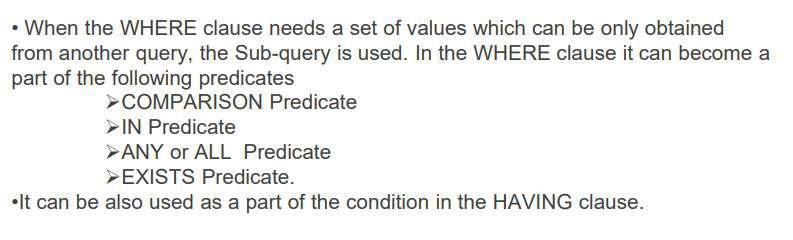 • When the WHERE clause needs a set of values which can be only obtained
from another query, the Sub-query is used. In the WHERE clause it can become a
part of the following predicates
➢COMPARISON Predicate
➢IN Predicate
➢ANY or ALL  Predicate
➢EXISTS Predicate.
•It can be also used as a part of the condition in the HAVING clause.